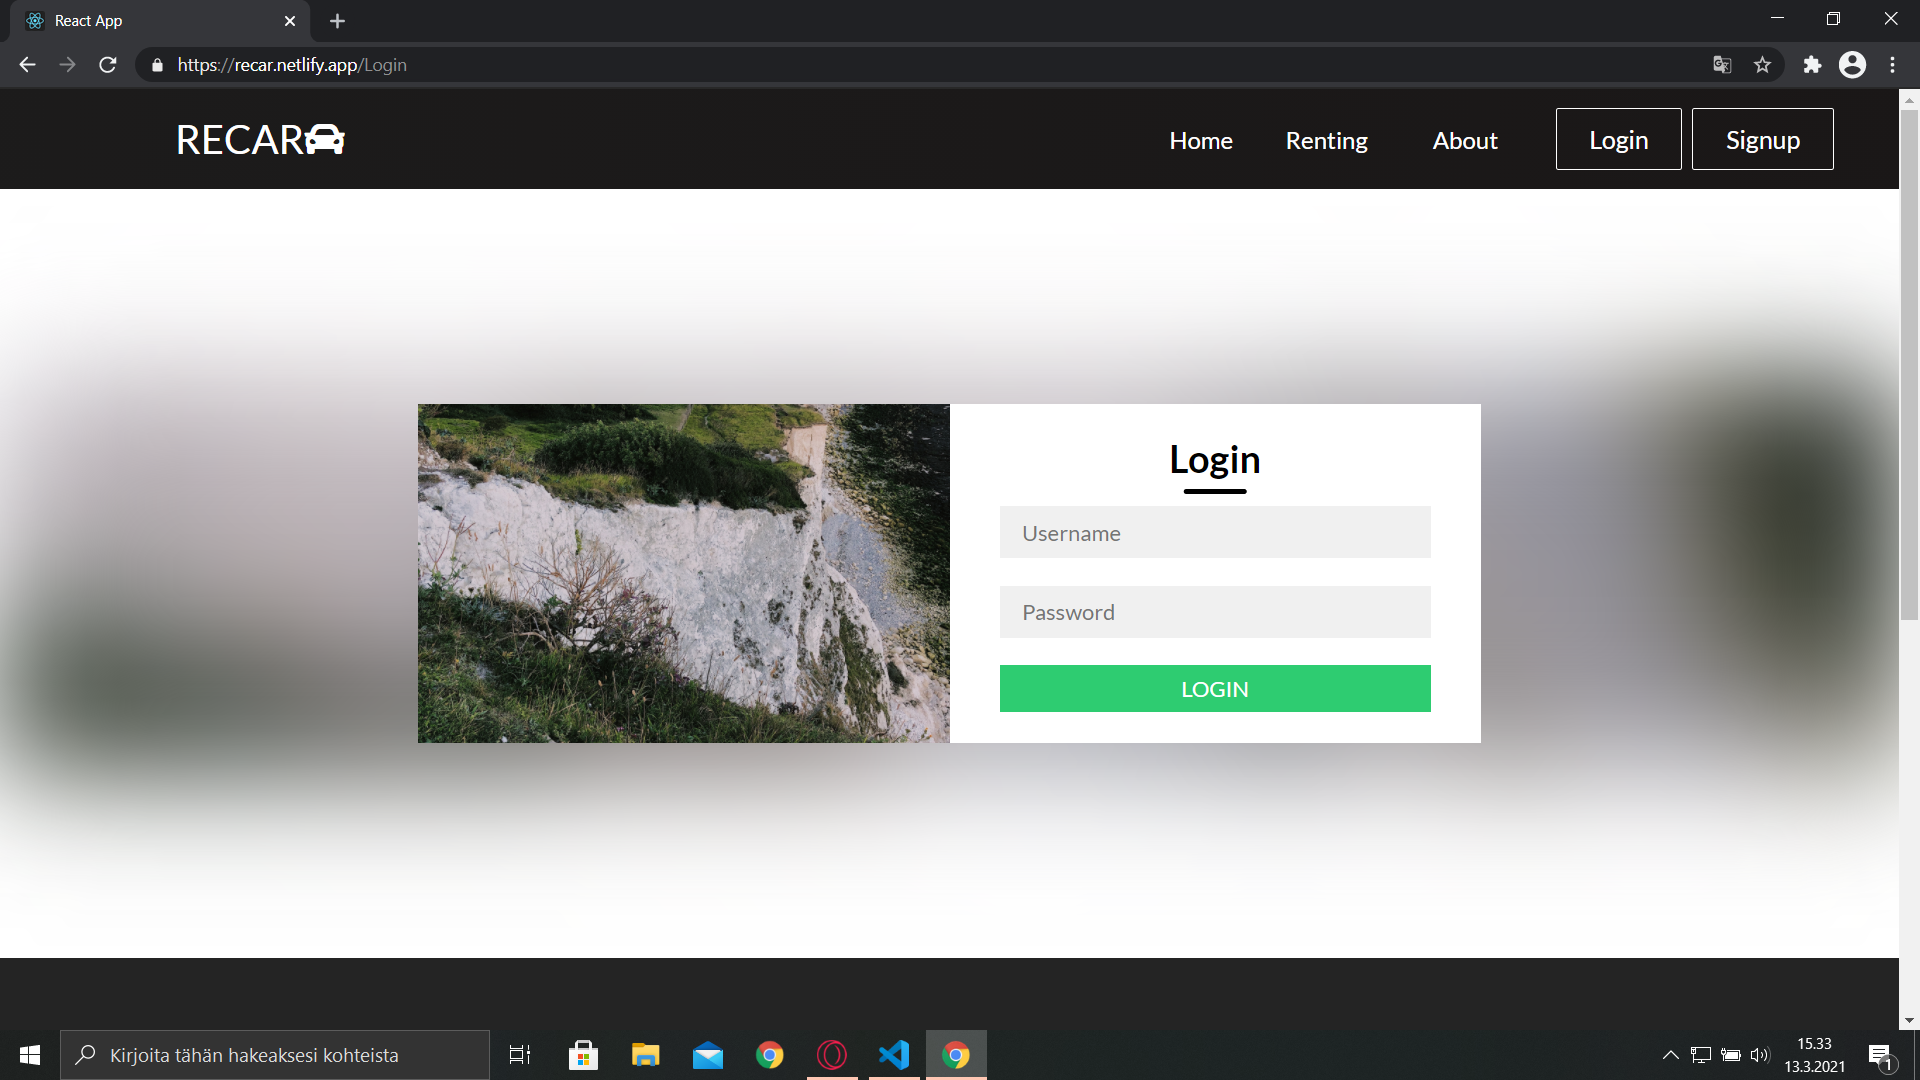 React App
https://recar.netlify.app/Login
RECAR
Home
Renting
About
Login
Signup
Login
Username
Password
LOGIN
Kirjoita tähän hakeaksesi kohteista
15.33
13.3.2021
1